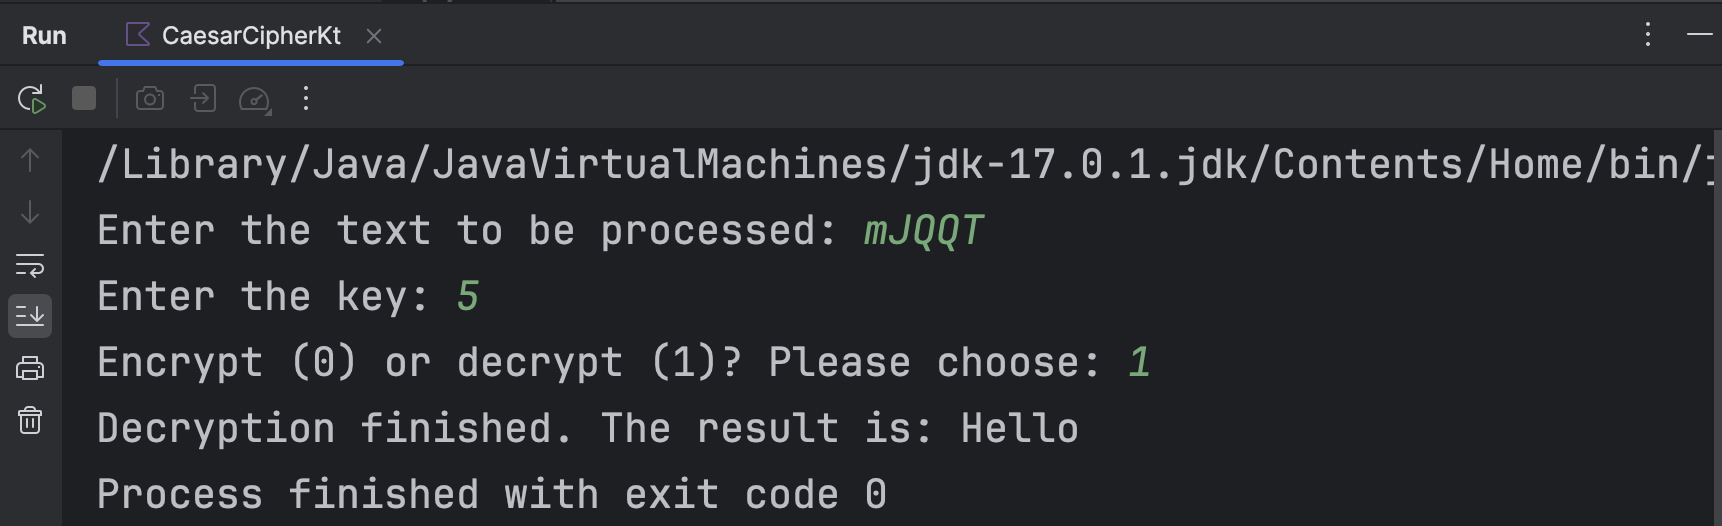 Run CaesarCipherKt
/Library/Java/JavaVirtualMachines/jdk-17.0.1.jdk/Contents/Home/bin/j
Enter the text to be processed: mJQQT
Enter the key: 5
Encrypt (0) or decrypt (1)? Please choose: 1
Decryption finished. The result is: Hello
Process finished with exit code 0